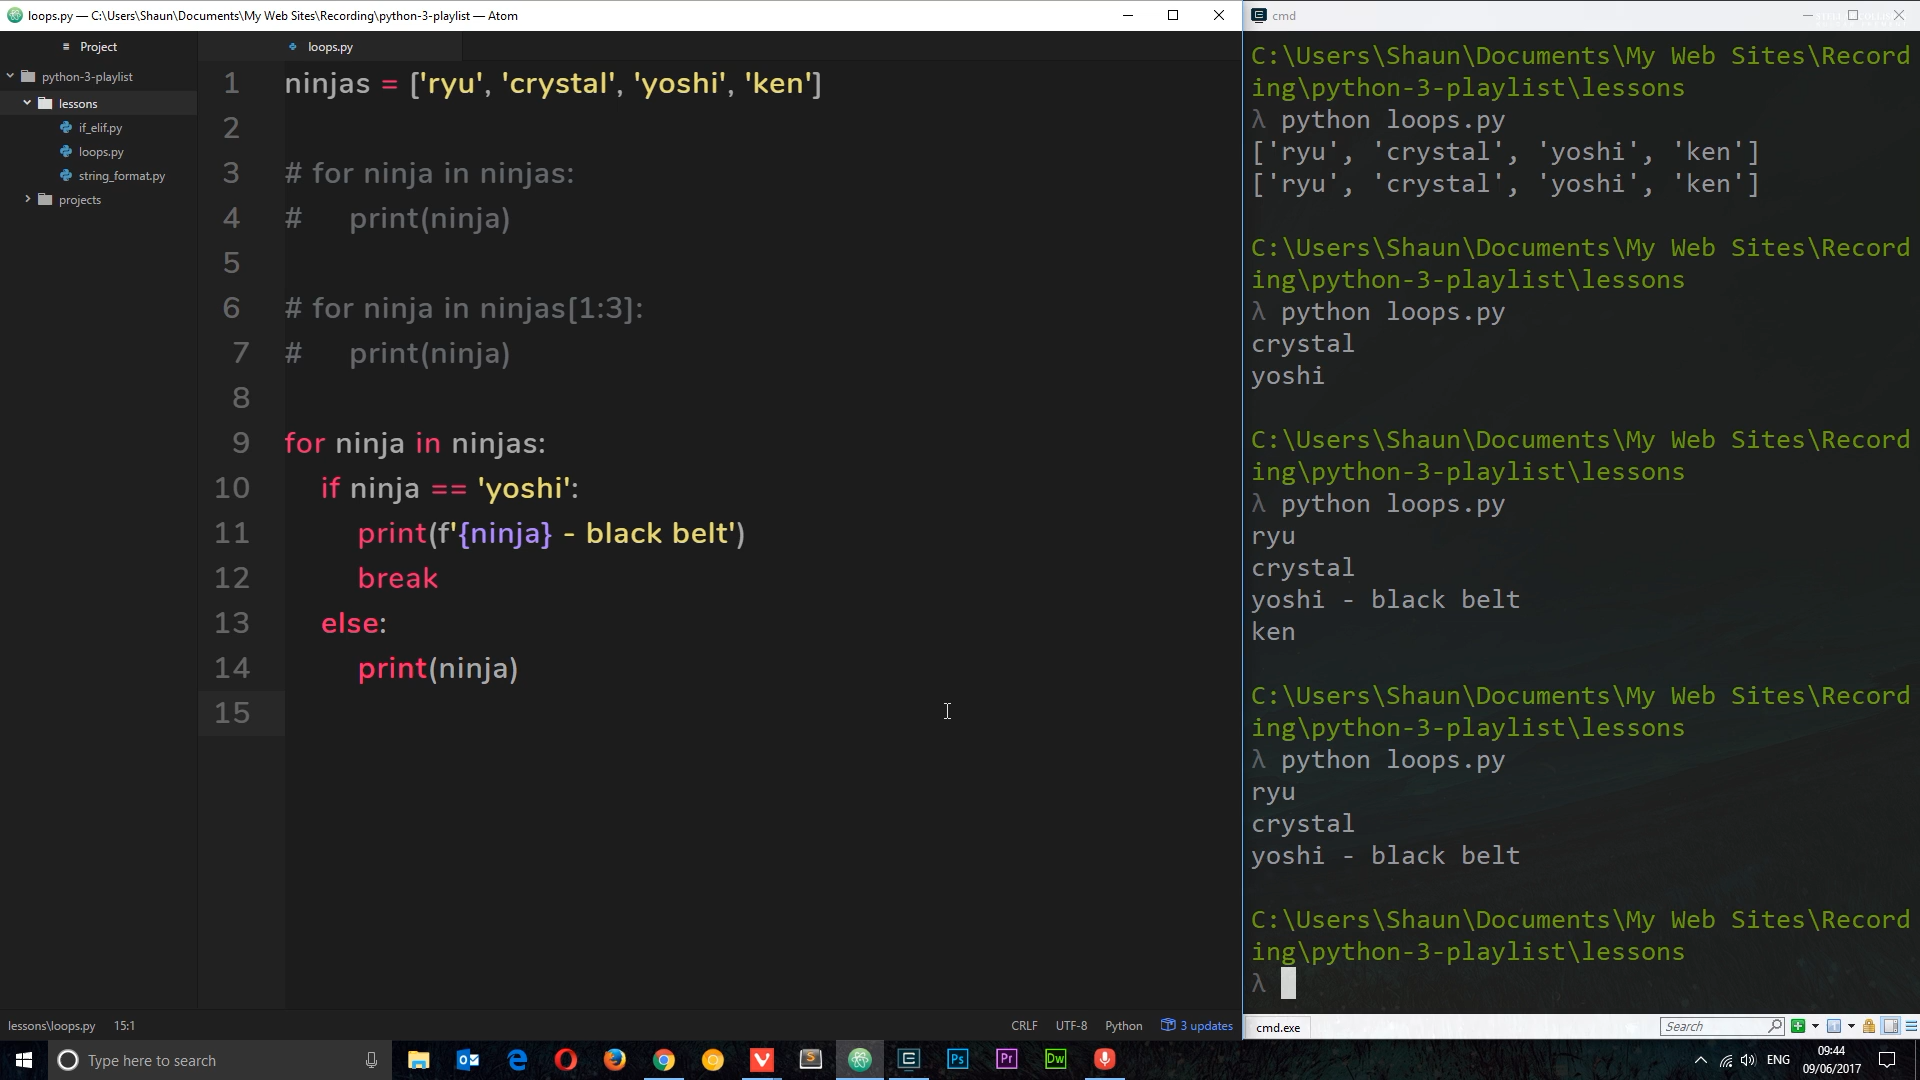 loops.py — C:\Users\Shaun\Documents\My Web Sites\Recording\python-3-playlist — Atom
Project
python-3-playlist
lessons
if_elif.py
loops.py
string_format.py
projects
loops.py
1 ninjas = ['ryu', 'crystal', 'yoshi', 'ken']
2
3 # for ninja in ninjas:
4 #     print(ninja)
5
6 # for ninja in ninjas[1:3]:
7 #     print(ninja)
8
9 for ninja in ninjas:
10     if ninja == 'yoshi':
11         print(f'{ninja} - black belt')
12         break
13     else:
14         print(ninja)
15
lessons\loops.py 15:1
CRLF UTF-8 Python 3 updates
cmd
C:\Users\Shaun\Documents\My Web Sites\Record
ing\python-3-playlist\lessons
λ python loops.py
['ryu', 'crystal', 'yoshi', 'ken']
['ryu', 'crystal', 'yoshi', 'ken']
C:\Users\Shaun\Documents\My Web Sites\Record
ing\python-3-playlist\lessons
λ python loops.py
crystal
yoshi
C:\Users\Shaun\Documents\My Web Sites\Record
ing\python-3-playlist\lessons
λ python loops.py
ryu
crystal
yoshi - black belt
ken
C:\Users\Shaun\Documents\My Web Sites\Record
ing\python-3-playlist\lessons
λ python loops.py
ryu
crystal
yoshi - black belt
C:\Users\Shaun\Documents\My Web Sites\Record
ing\python-3-playlist\lessons
λ
cmd.exe
Search
Type here to search
Ps
Pr
Dw
ENG
09:44
09/06/2017